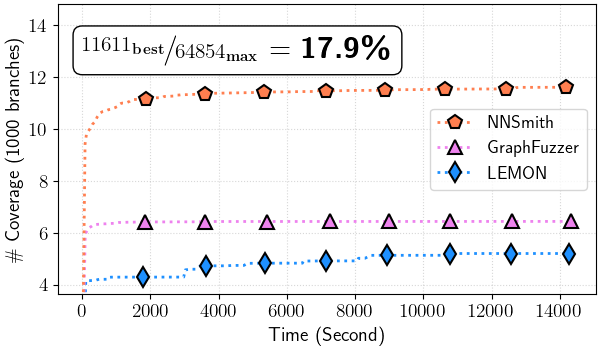 11611best/64854max = 17.9%
# Coverage (1000 branches)
14
12
10
8
6
4
NNSmith
GraphFuzzer
LEMON
0 2000 4000 6000 8000 10000 12000 14000
Time (Second)